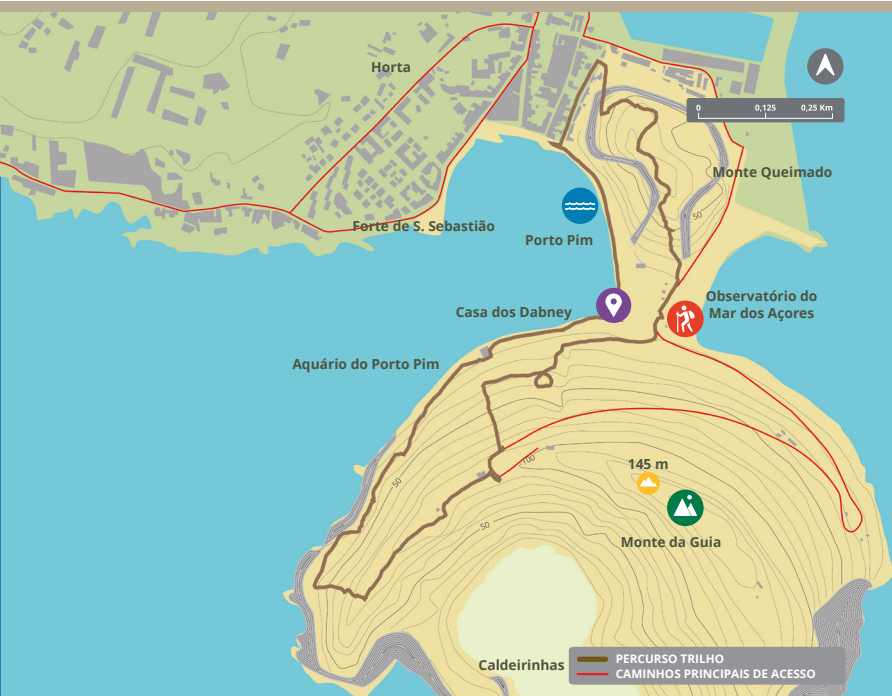 Horta
0 0,125 0,25 Km
Monte Queimado
50
Forte de S. Sebastião
Porto Pim
Observatório do
Mar dos Açores
Casa dos Dabney
Aquário do Porto Pim
145 m
100
50
50
Monte da Guia
Caldeirinhas
PERCURSO TRILHO
CAMINHOS PRINCIPAIS DE ACESSO